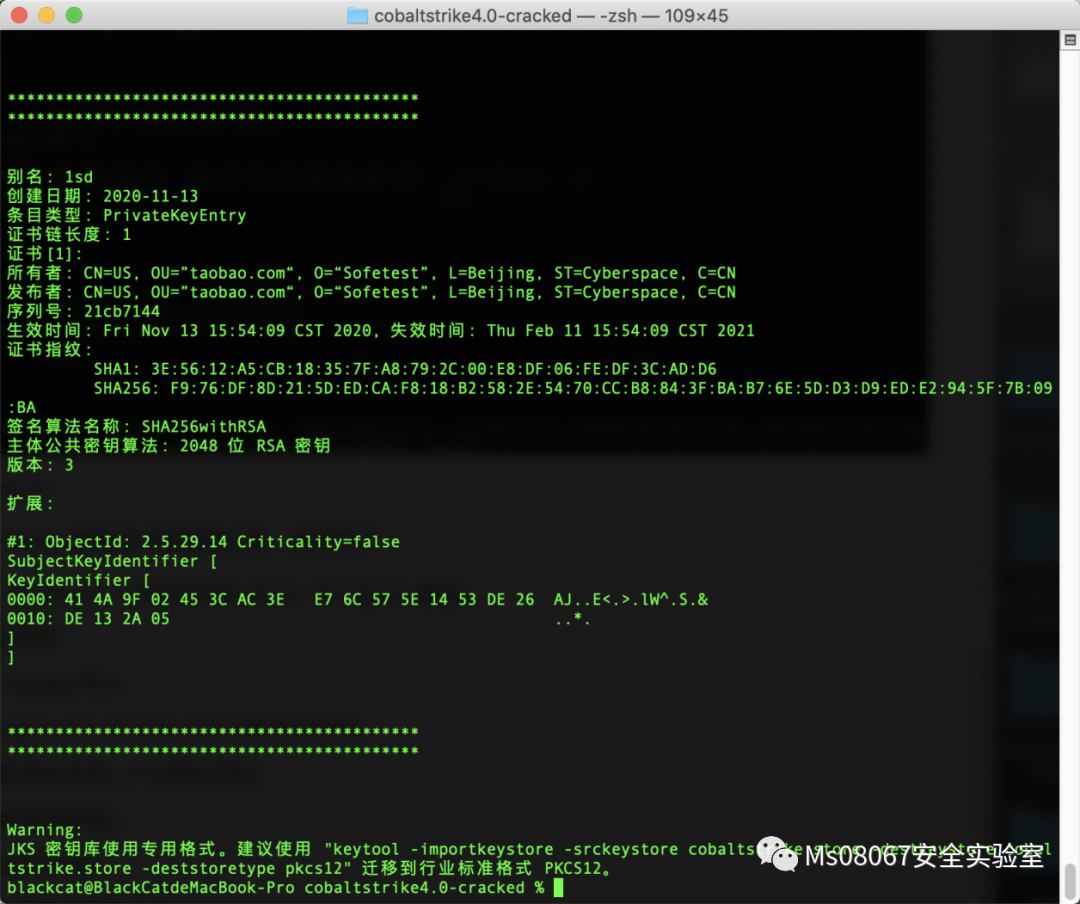 cobaltstrike4.0-cracked — -zsh — 109×45
*******************************************
*******************************************
别名: 1sd
创建日期: 2020-11-13
条目类型: PrivateKeyEntry
证书链长度: 1
证书[1]:
所有者: CN=US, OU=”taobao.com“, O=“Sofetest”, L=Beijing, ST=Cyberspace, C=CN
发布者: CN=US, OU=”taobao.com“, O=“Sofetest”, L=Beijing, ST=Cyberspace, C=CN
序列号: 21cb7144
生效时间: Fri Nov 13 15:54:09 CST 2020, 失效时间: Thu Feb 11 15:54:09 CST 2021
证书指纹:
SHA1: 3E:56:12:A5:CB:18:35:7F:A8:79:2C:00:E8:DF:06:FE:DF:3C:AD:D6
SHA256: F9:76:DF:8D:21:5D:ED:CA:F8:18:B2:58:2E:54:70:CC:B8:84:3F:BA:B7:6E:5D:D3:D9:ED:E2:94:5F:7B:09
:BA
签名算法名称: SHA256withRSA
主体公共密钥算法: 2048 位 RSA 密钥
版本: 3
扩展:
#1: ObjectId: 2.5.29.14 Criticality=false
SubjectKeyIdentifier [
KeyIdentifier [
0000: 41 4A 9F 02 45 3C AC 3E   E7 6C 57 5E 14 53 DE 26  AJ..E<.>.lW^.S.&
0010: DE 13 2A 05                                        ..*.
]
]
*******************************************
*******************************************
Warning:
JKS 密钥库使用专用格式。建议使用 "keytool -importkeystore -srckeystore
tstrike.store -deststoretype pkcs12" 迁移到行业标准格式 PKCS12。
Ms08067安全实验室
blackcat@BlackCatdeMacBook-Pro cobaltstrike4.0-cracked %